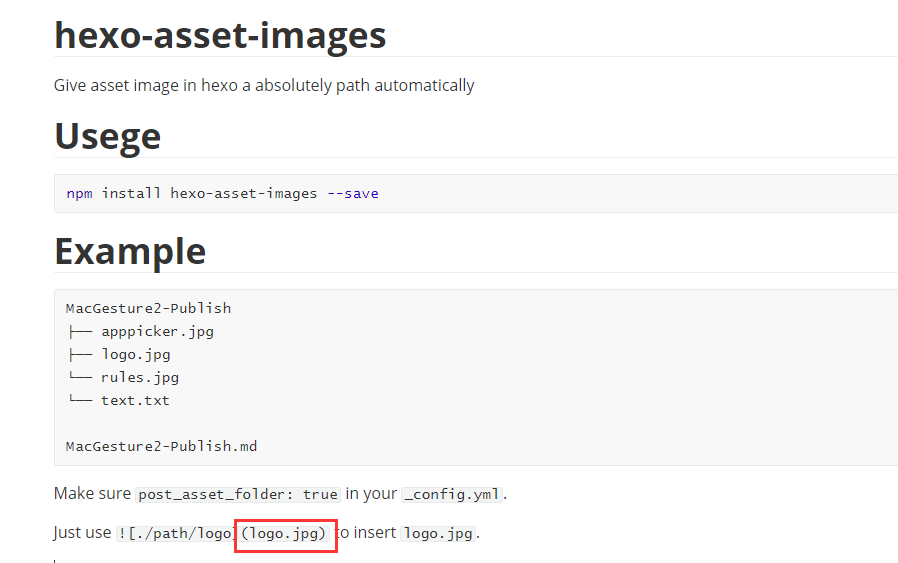 hexo-asset-images
Give asset image in hexo a absolutely path automatically
Usege
npm install hexo-asset-images --save
Example
MacGesture2-Publish
├── apppicker.jpg
├── logo.jpg
└── rules.jpg
└── text.txt
MacGesture2-Publish.md
Make sure post_asset_folder: true in your _config.yml.
Just use ![./path/logo](logo.jpg) to insert logo.jpg.